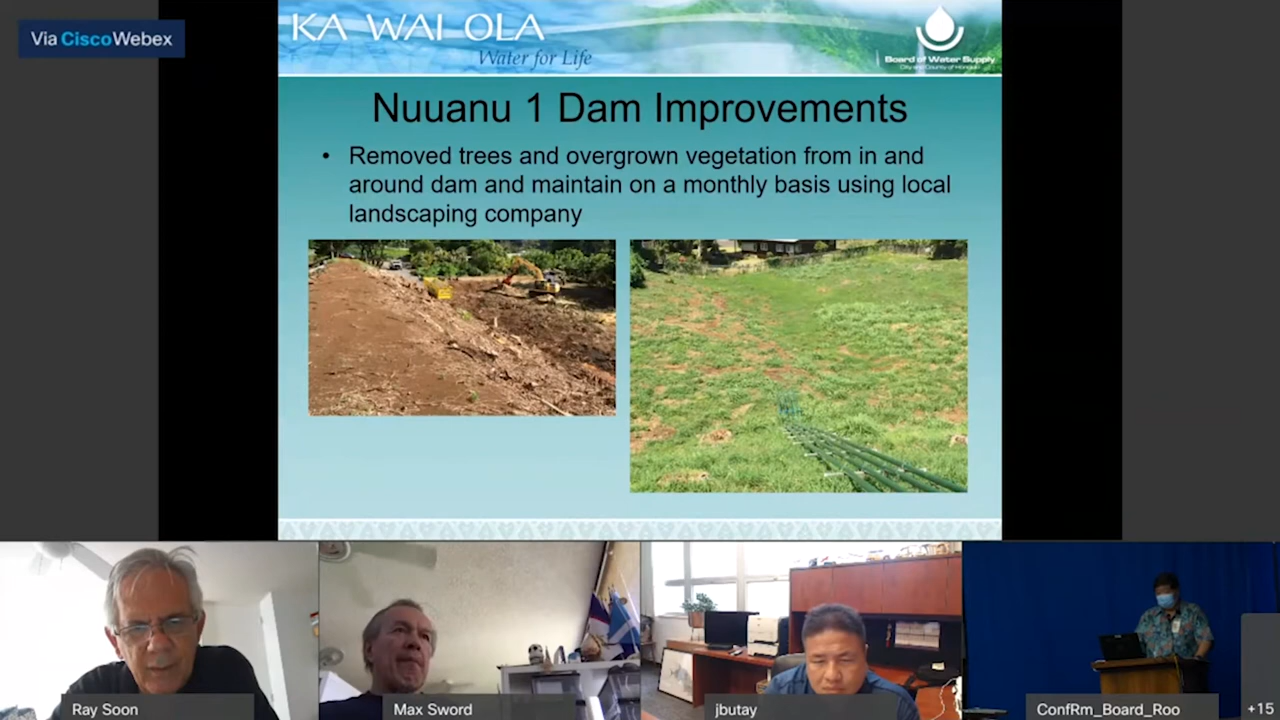 Via CiscoWebex
KA WAI OLA
Water for Life
Board of Water Supply
City and County of Honolulu
Nuuanu 1 Dam Improvements
• Removed trees and overgrown vegetation from in and
around dam and maintain on a monthly basis using local
landscaping company
Ray Soon
Max Sword
jbutay
ConfRm_Board_Roo
+15